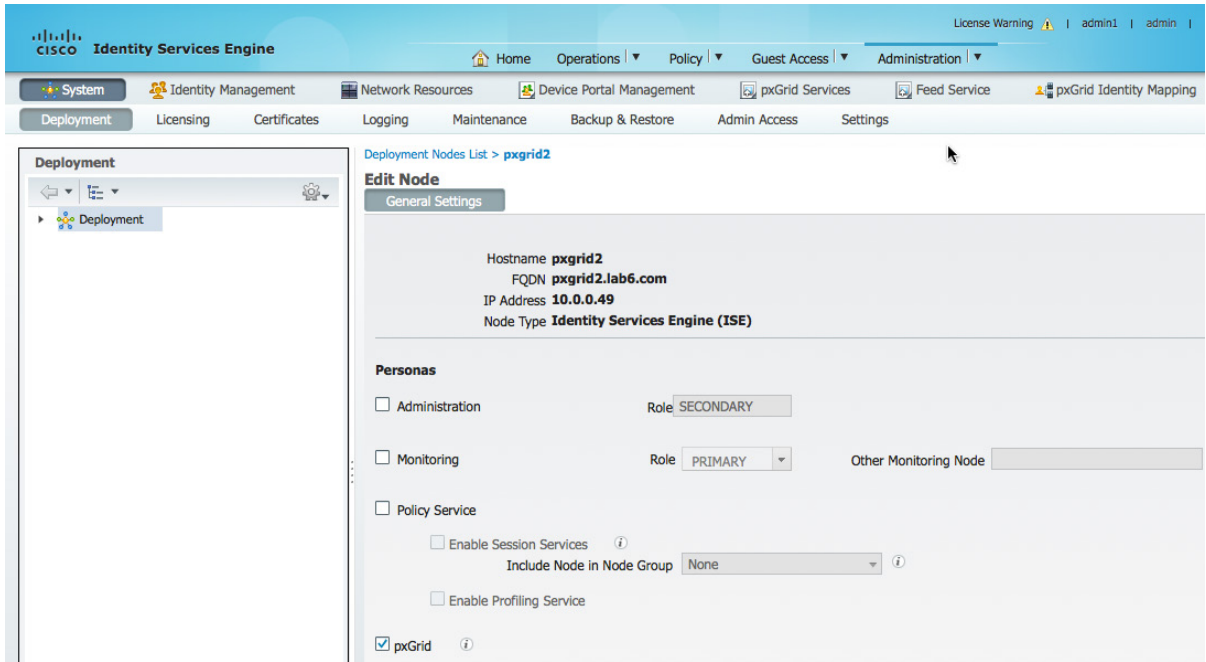 License Warning | admin1 | admin |
CISCO Identity Services Engine
Home Operations | Policy | Guest Access | Administration |
System Identity Management Network Resources Device Portal Management pxGrid Services Feed Service pxGrid Identity Mapping
Deployment Licensing Certificates Logging Maintenance Backup & Restore Admin Access Settings
Deployment
Deployment
Deployment Nodes List > pxgrid2
Edit Node
General Settings
Hostname pxgrid2
FQDN pxgrid2.lab6.com
IP Address 10.0.0.49
Node Type Identity Services Engine (ISE)
Personas
Administration Role SECONDARY
Monitoring Role PRIMARY Other Monitoring Node
Policy Service
Enable Session Services
Include Node in Node Group None
Enable Profiling Service
pxGrid